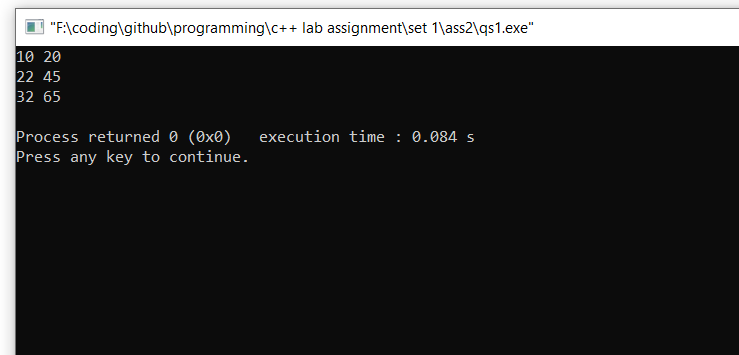 "F:\coding\github\programming\c++ lab assignment\set 1\ass2\qs1.exe"
10 20
22 45
32 65
Process returned 0 (0x0)   execution time : 0.084 s
Press any key to continue.